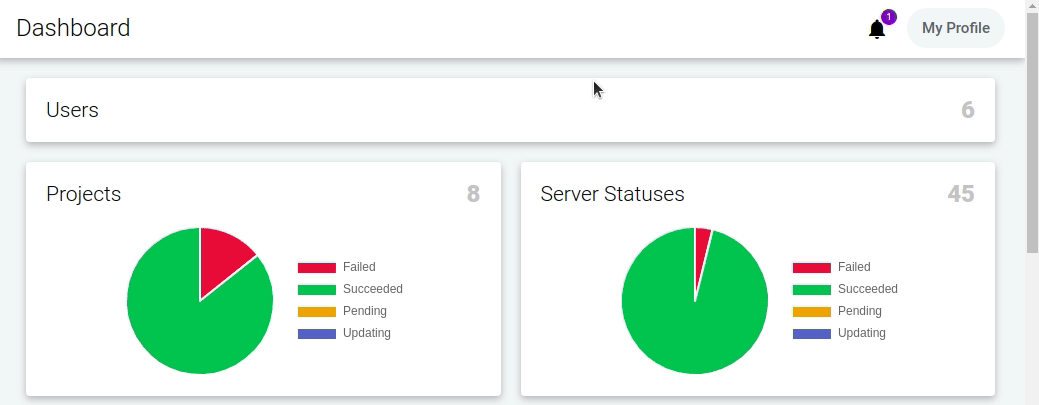 Dashboard
1
My Profile
Users 6
Projects 8
Failed
Succeeded
Pending
Updating
Server Statuses 45
Failed
Succeeded
Pending
Updating